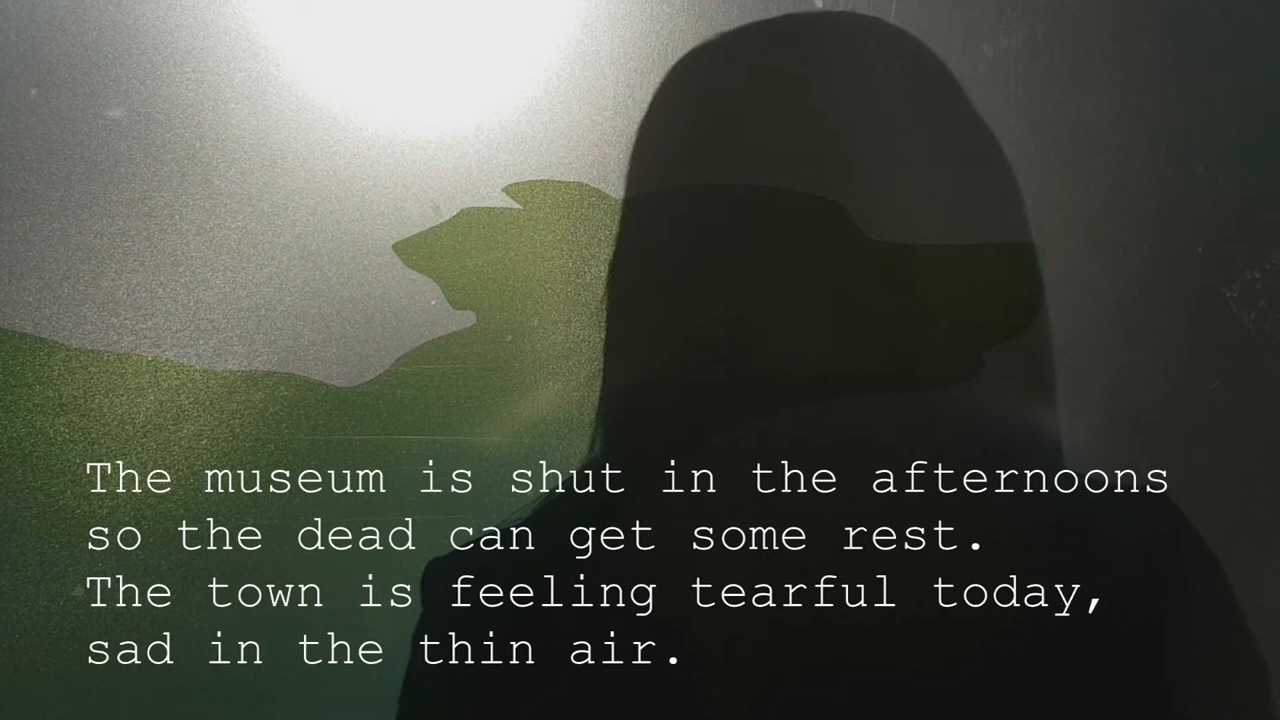 The museum is shut in the afternoons
so the dead can get some rest.
The town is feeling tearful today,
sad in the thin air.